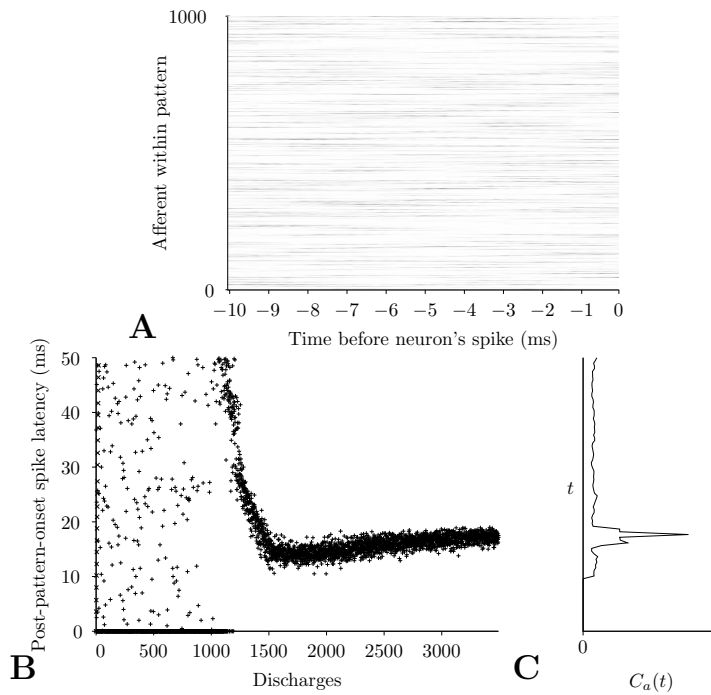 1000
Afferent within pattern
0
−10 −9 −8 −7 −6 −5 −4 −3 −2 −1 0
Time before neuron's spike (ms)
A
Post-pattern-onset spike latency (ms)
50
40
30
20
10
0
0 500 1000 1500 2000 2500 3000
Discharges
B
t
0
C_a(t)
C